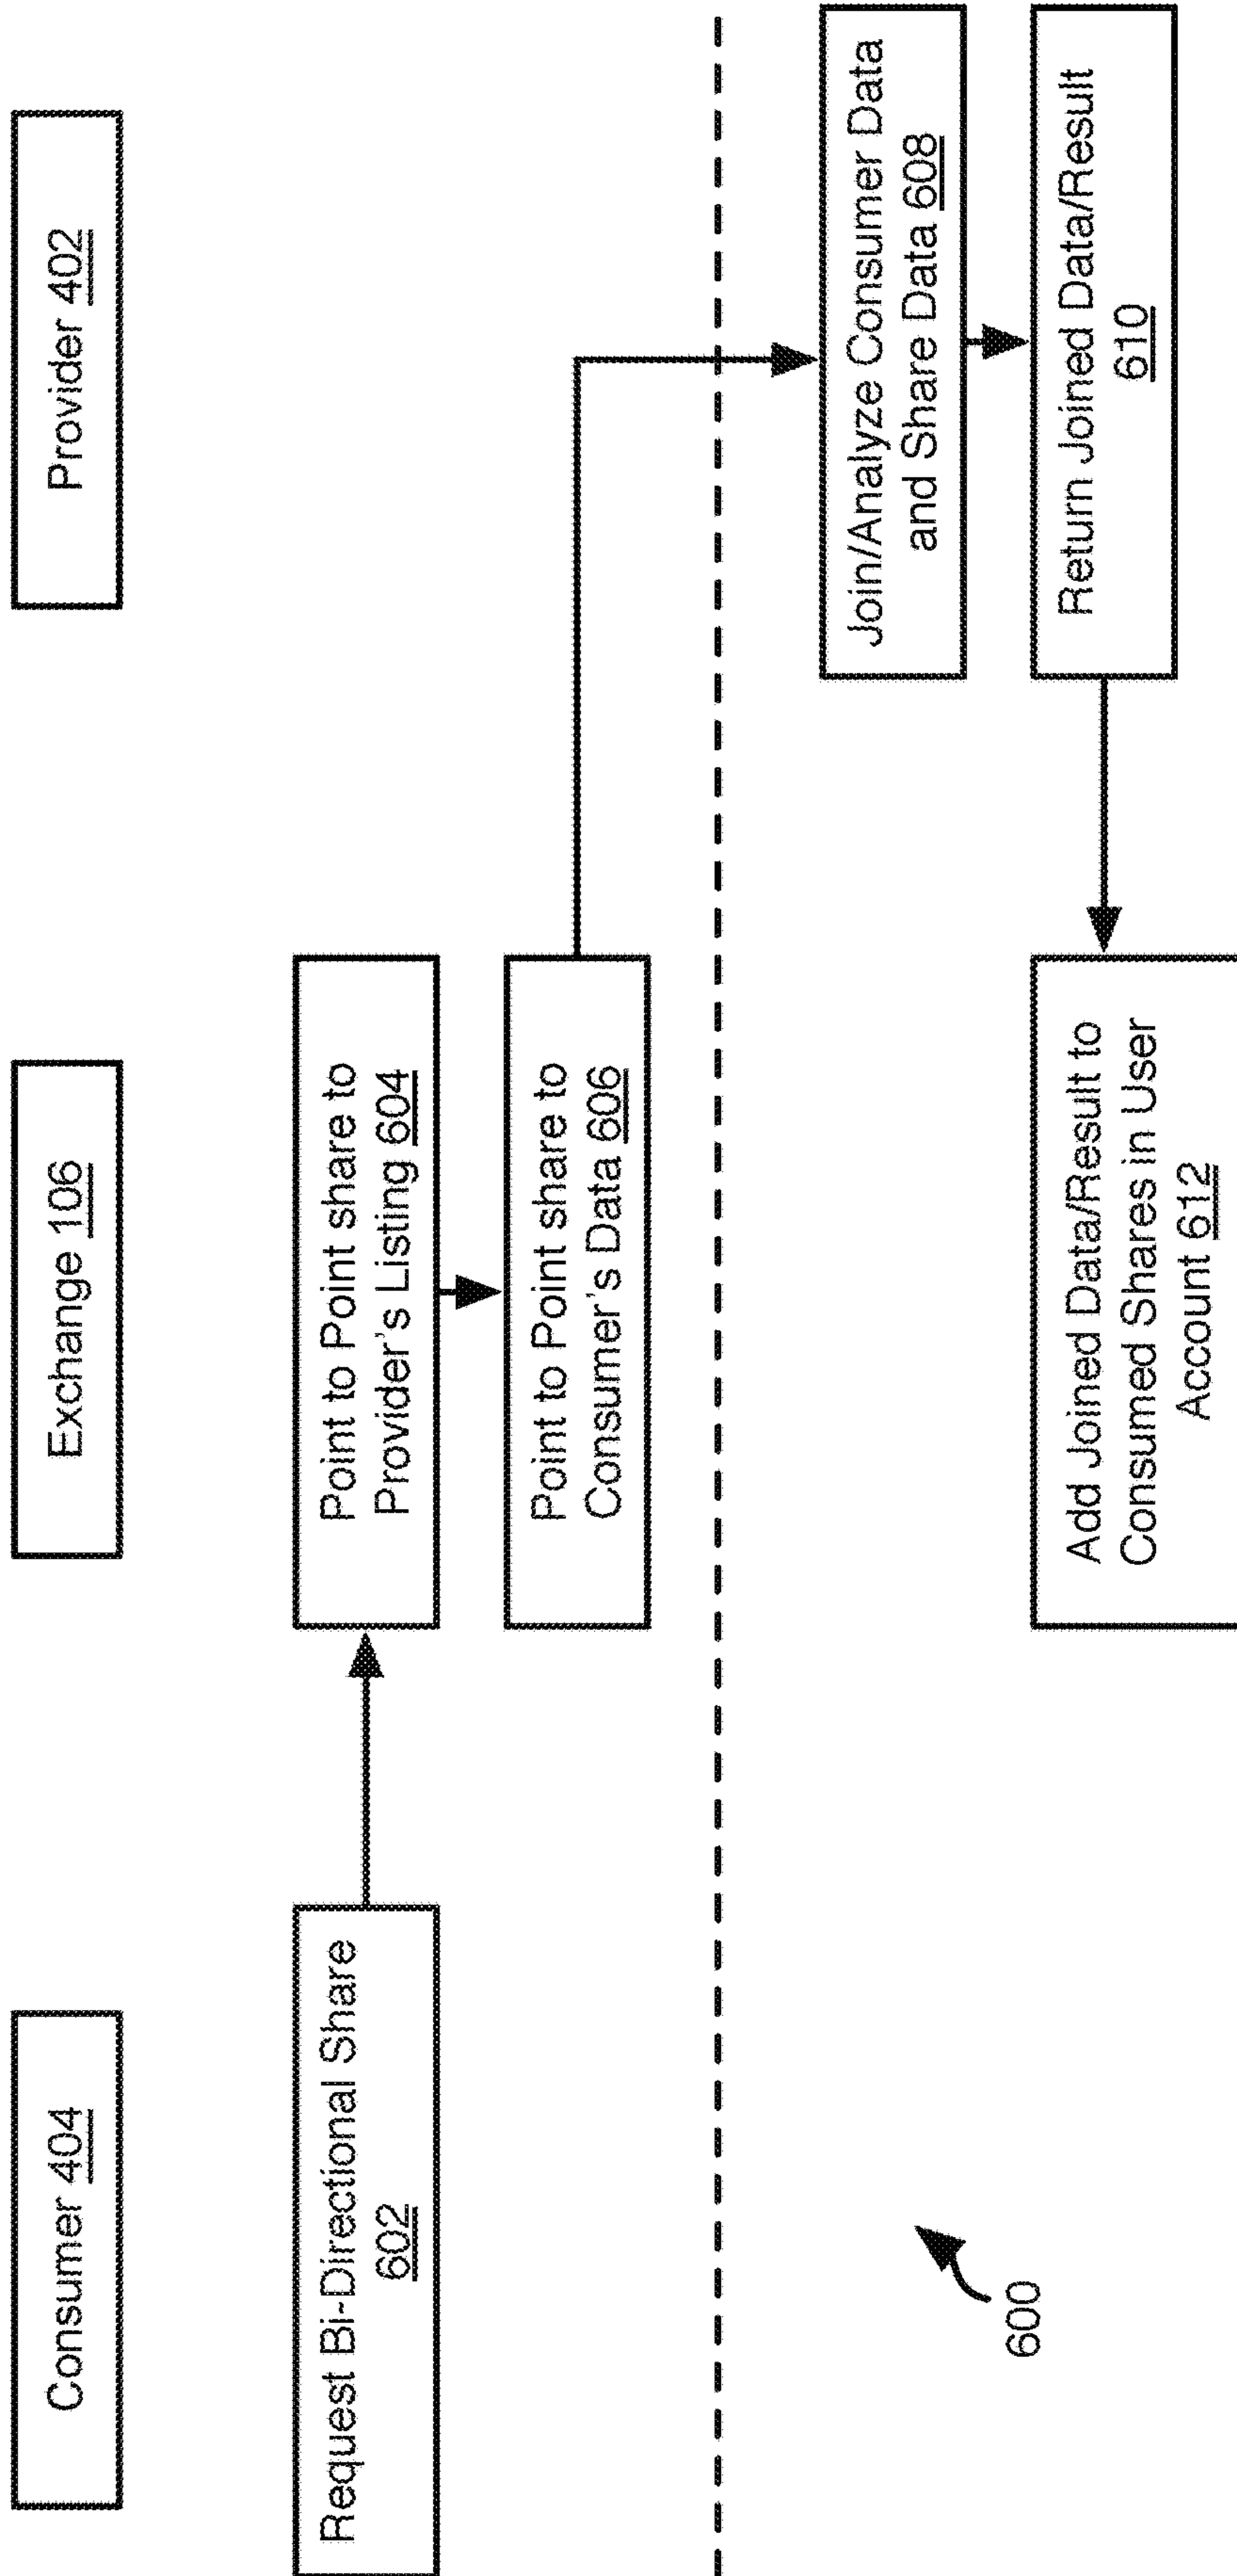 Consumer 404
Exchange 106
Provider 402
Request Bi-Directional Share
602
Point to Point share to
Provider's Listing 604
Point to Point share to
Consumer's Data 606
Join/Analyze Consumer Data
and Share Data 608
Return Joined Data/Result
610
Add Joined Data/Result to
Consumed Shares in User
Account 612
600